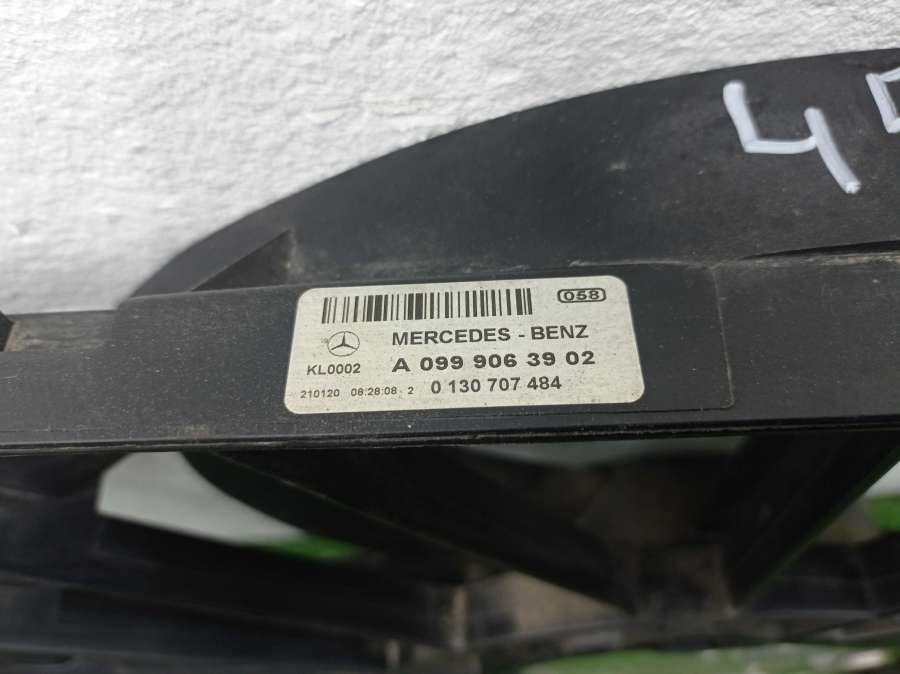 4
058
MERCEDES - BENZ
KL0002
A 099 906 39 02
210120 08:28:08 2
0 130 707 484